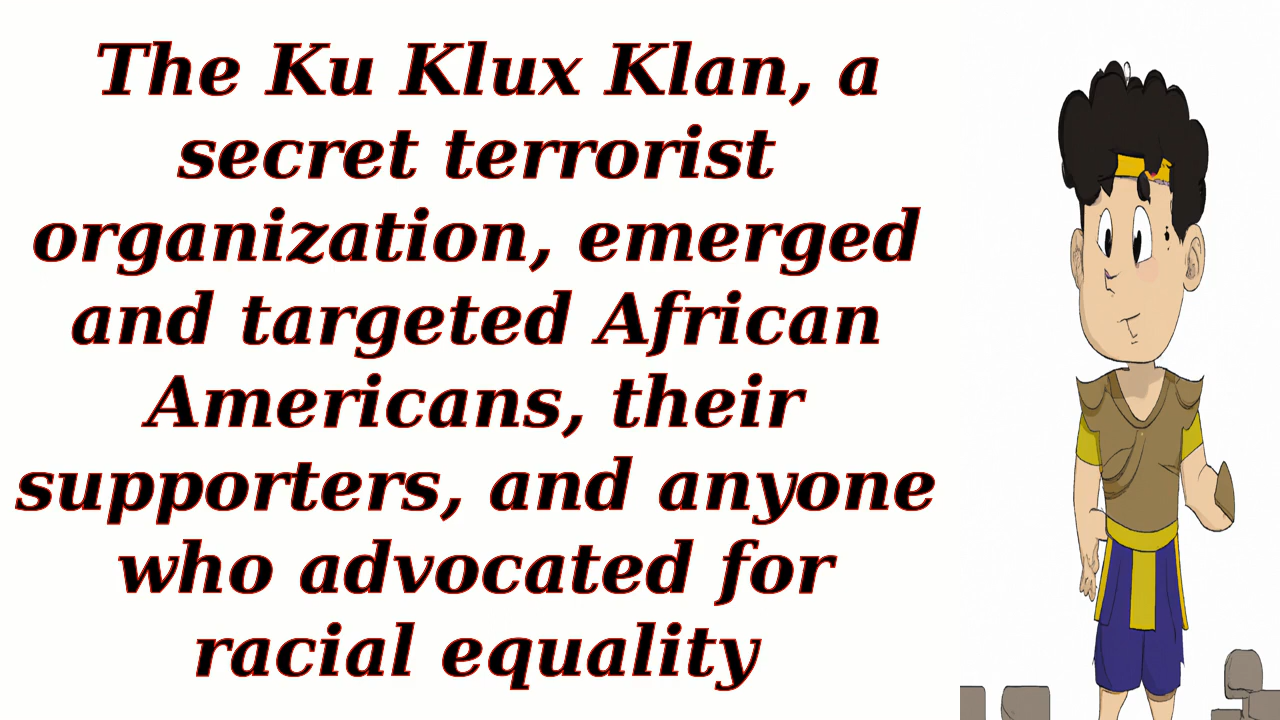 The Ku Klux Klan, a
secret terrorist
organization, emerged
and targeted African
Americans, their
supporters, and anyone
who advocated for
racial equality